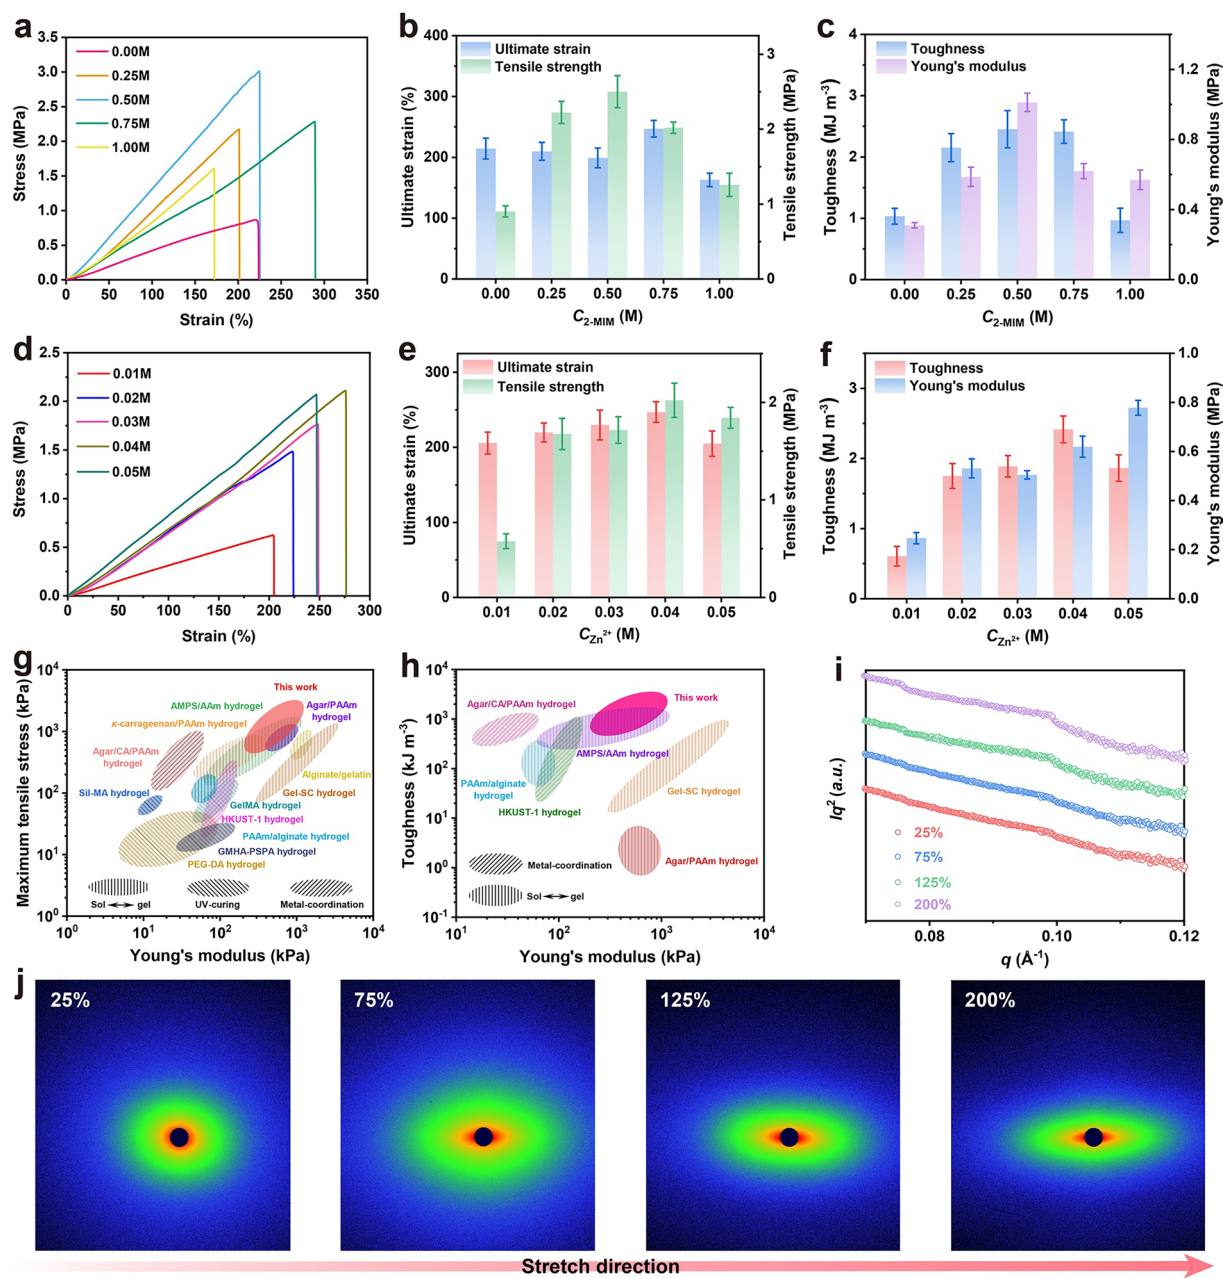 a
3.5
3.0
2.5
2.0
1.5
1.0
0.5
0.0
Stress (MPa)
0.00M
0.25M
0.50M
0.75M
1.00M
0 50 100 150 200 250 300 350
Strain (%)
b
400
300
200
100
0
Ultimate strain (%)
Ultimate strain
Tensile strength
3
2
1
0
Tensile strength (MPa)
0.00 0.25 0.50 0.75 1.00
C2-MIM (M)
c
4
3
2
1
0
Toughness (MJ m-3)
Toughness
Young's modulus
1.2
0.8
0.4
0.0
Young's modulus (MPa)
0.00 0.25 0.50 0.75 1.00
C2-MIM (M)
d
2.5
2.0
1.5
1.0
0.5
0.0
Stress (MPa)
0.01M
0.02M
0.03M
0.04M
0.05M
0 50 100 150 200 250 300
Strain (%)
e
300
200
100
0
Ultimate strain (%)
Ultimate strain
Tensile strength
2
1
0
Tensile strength (MPa)
0.01 0.02 0.03 0.04 0.05
CZn2+ (M)
f
3
2
1
0
Toughness (MJ m-3)
Toughness
Young's modulus
1.0
0.8
0.6
0.4
0.2
0.0
Young's modulus (MPa)
0.01 0.02 0.03 0.04 0.05
CZn2+ (M)
g
10⁴
10³
10²
10¹
10⁰
Maximum tensile stress (kPa)
This work
AMPS/AAm hydrogel
Agar/PAAm
hydrogel
κ-carrageenan/PAAm hydrogel
Agar/CA/PAAm
hydrogel
Alginate/gelatin
Sil-MA hydrogel
Gel-SC hydrogel
GelMA hydrogel
HKUST-1 hydrogel
PAAm/alginate hydrogel
GMHA-PSPA hydrogel
PEG-DA hydrogel
Sol ↔ gel
UV-curing
Metal-coordination
10⁰ 10¹ 10² 10³ 10⁴
Young's modulus (kPa)
h
10⁴
10³
10²
10¹
10⁰
10⁻¹
Toughness (kJ m-3)
Agar/CA/PAAm hydrogel
This work
AMPS/AAm hydrogel
PAAm/alginate
hydrogel
Gel-SC hydrogel
HKUST-1 hydrogel
Agar/PAAm hydrogel
Metal-coordination
Sol ↔ gel
10¹ 10² 10³ 10⁴
Young's modulus (kPa)
i
Iq² (a.u.)
25%
75%
125%
200%
0.08 0.10 0.12
q (Å⁻¹)
j
25%
75%
125%
200%
Stretch direction